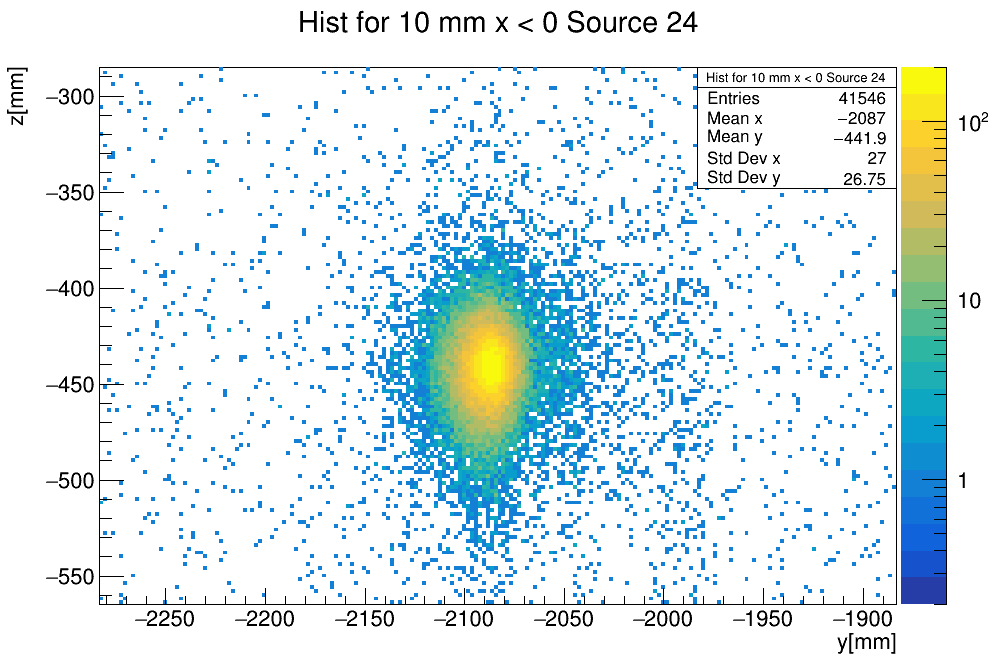 Hist for 10 mm x < 0 Source 24
z[mm]
Hist for 10 mm x < 0 Source 24
Entries 41546
Mean x −2087
Mean y −441.9
Std Dev x 27
Std Dev y 26.75
−300
−350
−400
−450
−500
−550
10²
10
1
−2250 −2200 −2150 −2100 −2050 −2000 −1950 −1900
y[mm]